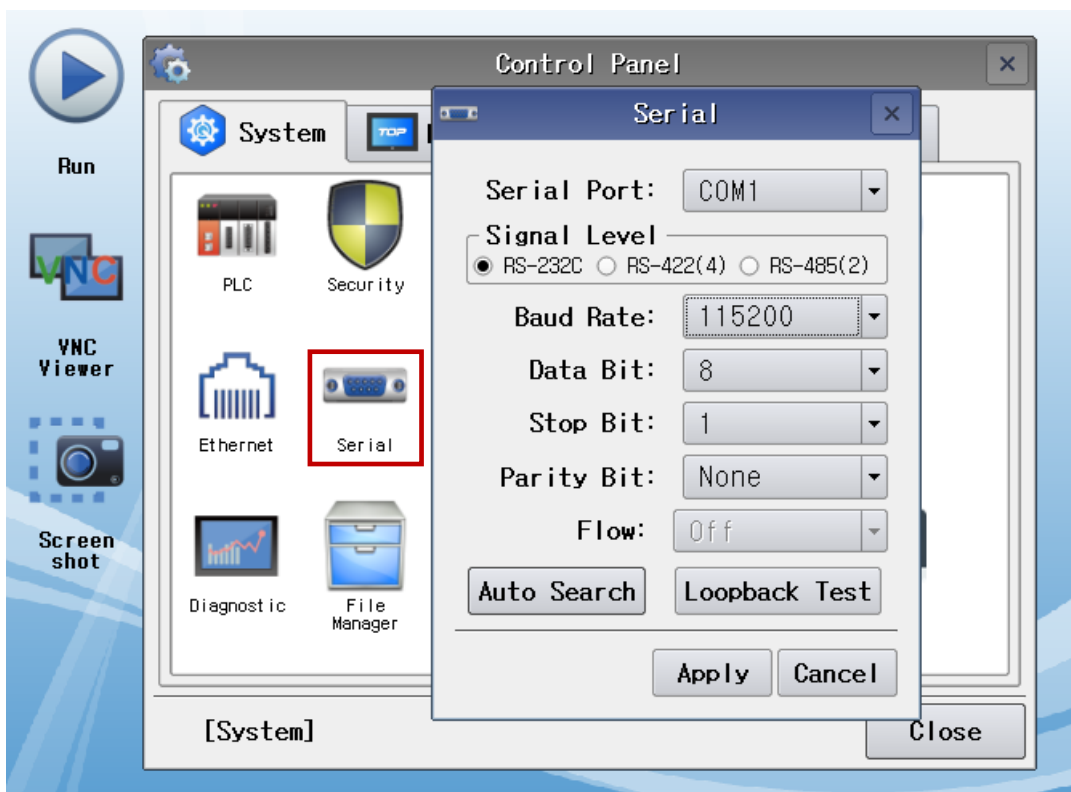 Control Panel
Run
VNC
VNC
Viewer
Screen
shot
System
TOP
PLC
Security
Ethernet
Serial
Diagnostic
File
Manager
[System]
Close
Serial
Serial Port: COM1
Signal Level
RS-232C RS-422(4) RS-485(2)
Baud Rate: 115200
Data Bit: 8
Stop Bit: 1
Parity Bit: None
Flow: Off
Auto Search Loopback Test
Apply Cancel